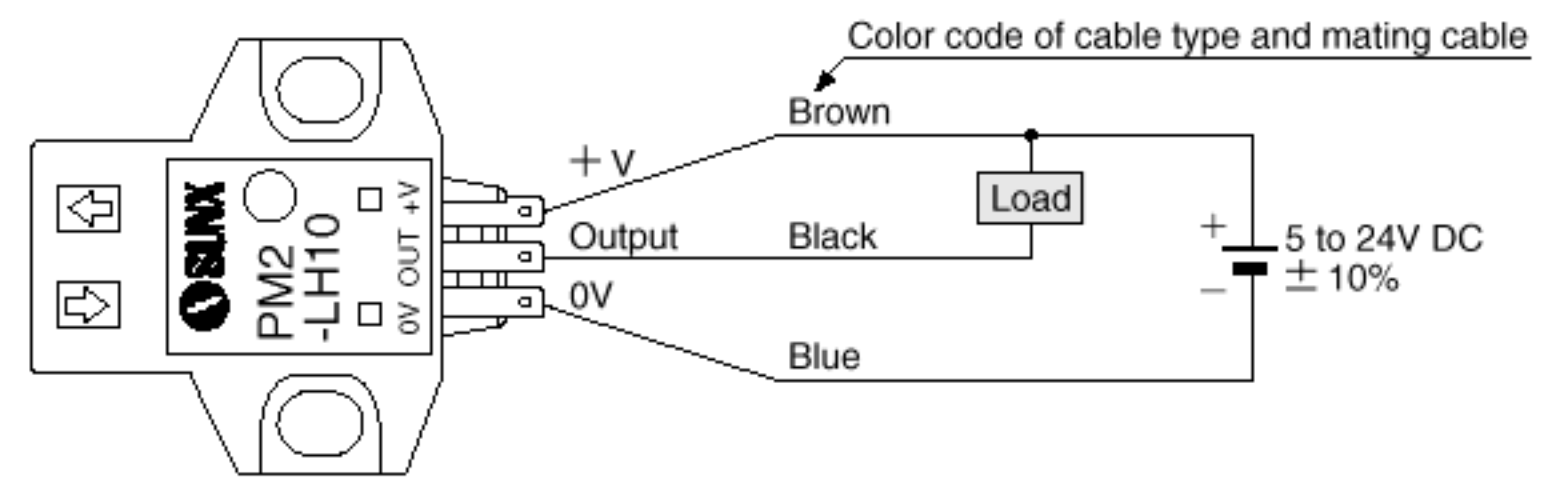 Color code of cable type and mating cable
Brown
+ V
Load
Output
Black
0V
Blue
+
5 to 24V DC
−
± 10%
SUNX
PM2
-LH10
0V OUT +V